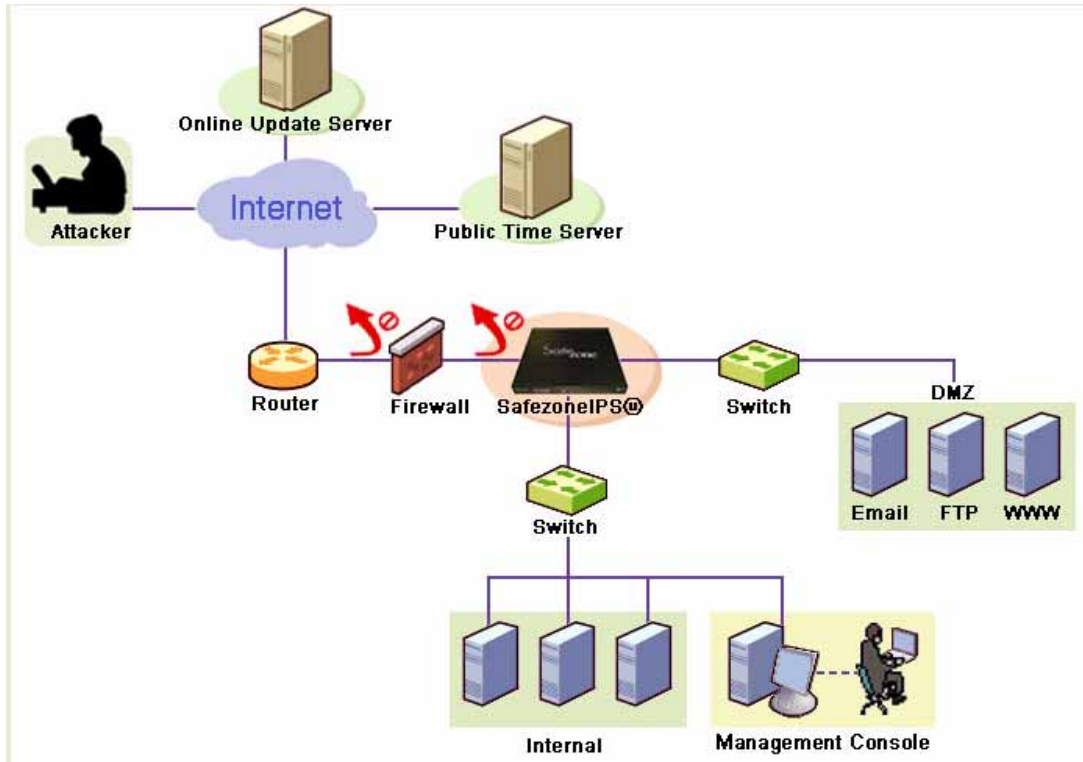 Online Update Server
Internet
Attacker
Public Time Server
Router
Firewall
SafezoneIPSⓤ
Switch
DMZ
Email
FTP
WWW
Switch
Internal
Management Console